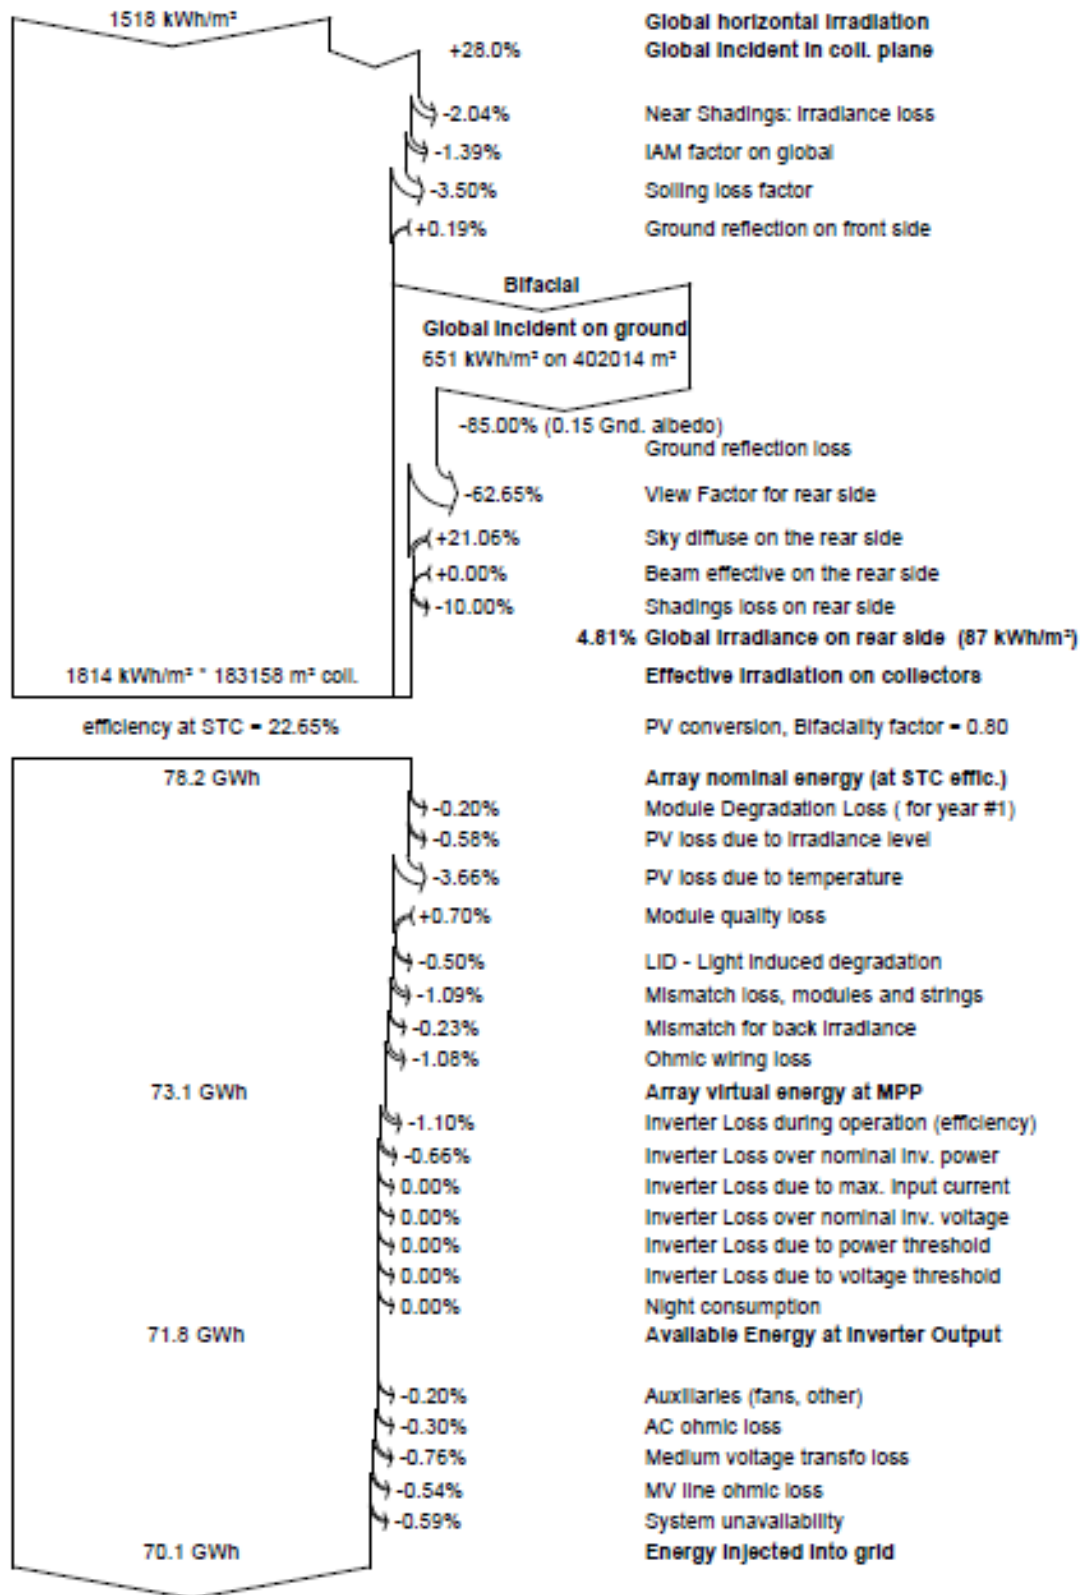 1518 kWh/m² Global horizontal irradiation
+28.0% Global incident in coll. plane
-2.04% Near Shadings: irradiance loss
-1.39% IAM factor on global
-3.50% Soiling loss factor
+0.19% Ground reflection on front side
Bifacial
Global incident on ground
651 kWh/m² on 402014 m²
-85.00% (0.15 Gnd. albedo)
Ground reflection loss
-62.65% View Factor for rear side
+21.06% Sky diffuse on the rear side
+0.00% Beam effective on the rear side
-10.00% Shadings loss on rear side
4.81% Global Irradiance on rear side (87 kWh/m²)
1814 kWh/m² * 183158 m² coll. Effective irradiation on collectors
efficiency at STC = 22.65% PV conversion, Bifaciality factor = 0.80
78.2 GWh Array nominal energy (at STC effic.)
-0.20% Module Degradation Loss ( for year #1)
-0.58% PV loss due to irradiance level
-3.66% PV loss due to temperature
+0.70% Module quality loss
-0.50% LID - Light induced degradation
-1.09% Mismatch loss, modules and strings
-0.23% Mismatch for back irradiance
-1.08% Ohmic wiring loss
73.1 GWh Array virtual energy at MPP
-1.10% Inverter Loss during operation (efficiency)
-0.66% Inverter Loss over nominal inv. power
0.00% Inverter Loss due to max. input current
0.00% Inverter Loss over nominal inv. voltage
0.00% Inverter Loss due to power threshold
0.00% Inverter Loss due to voltage threshold
0.00% Night consumption
71.8 GWh Available Energy at Inverter Output
-0.20% Auxiliaries (fans, other)
-0.30% AC ohmic loss
-0.76% Medium voltage transfo loss
-0.54% MV line ohmic loss
-0.59% System unavailability
70.1 GWh Energy injected into grid